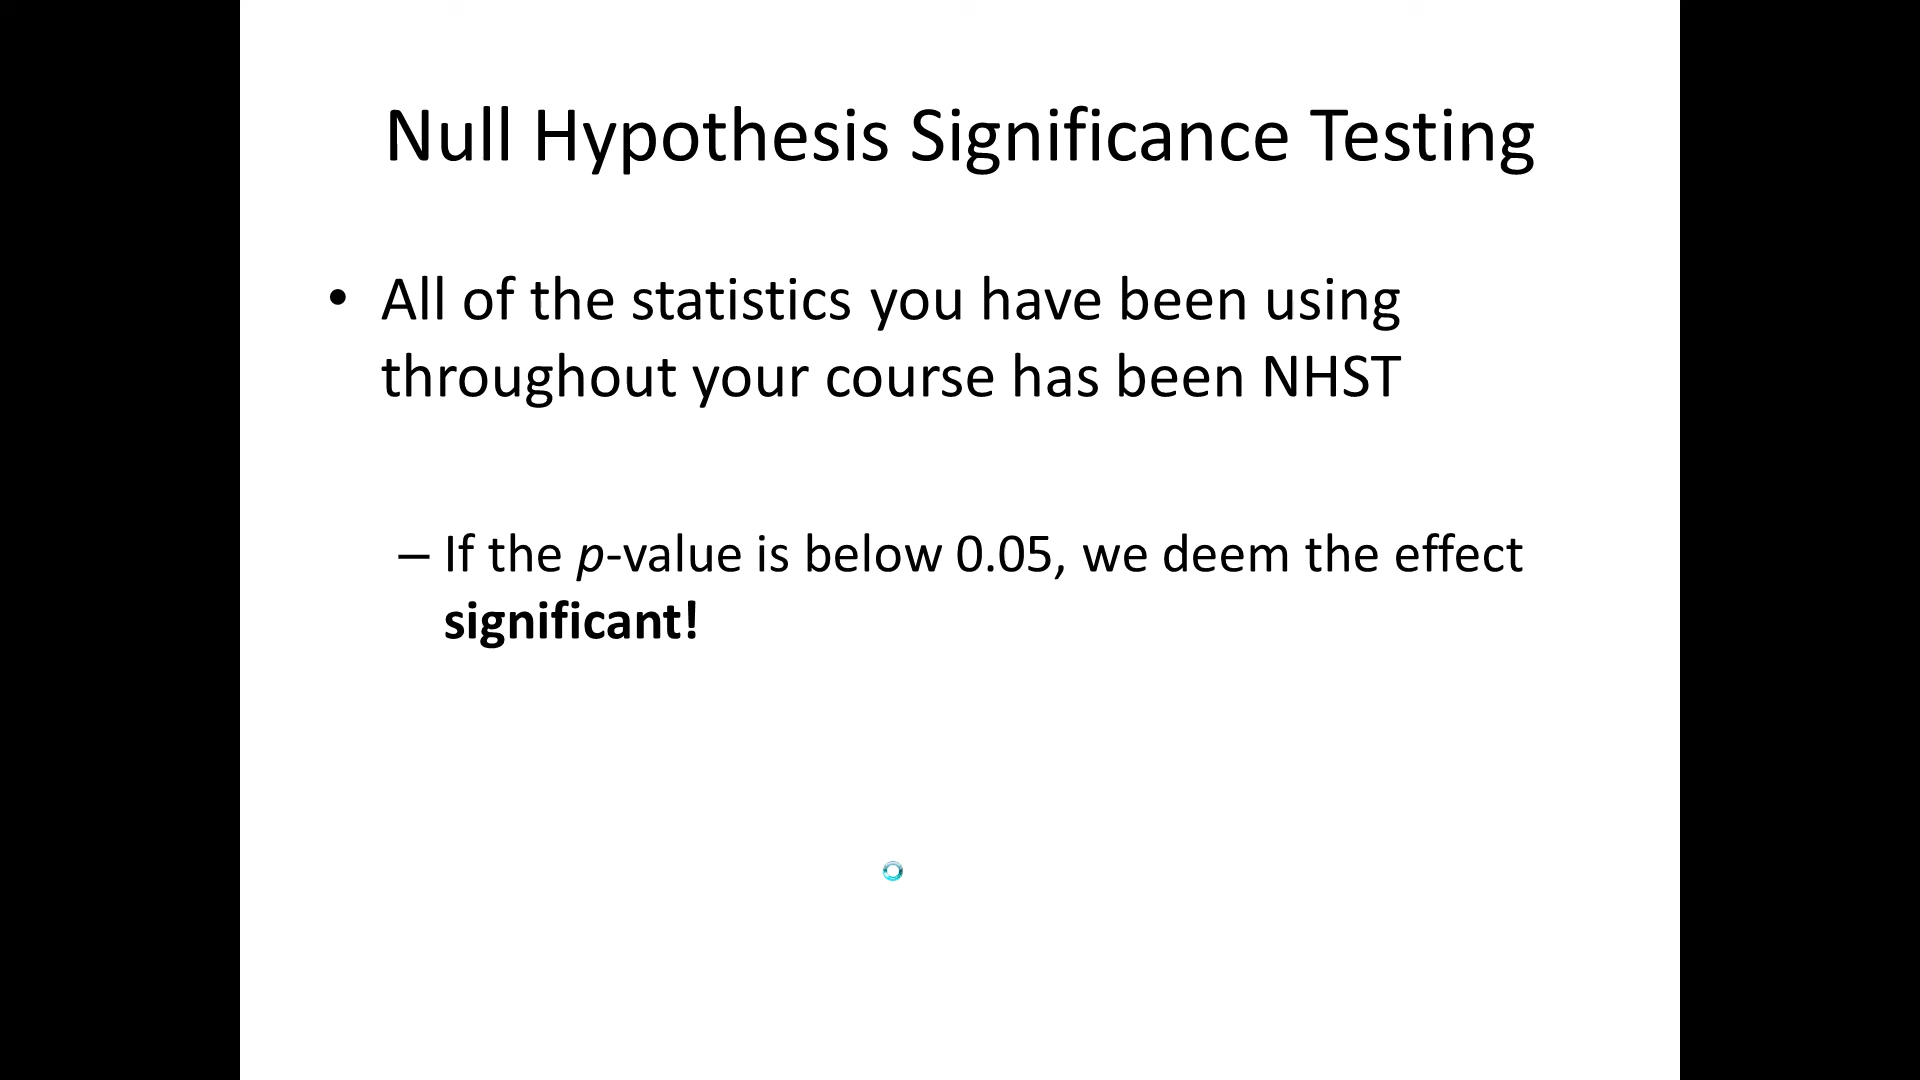 Null Hypothesis Significance Testing
• All of the statistics you have been using
throughout your course has been NHST
– If the p-value is below 0.05, we deem the effect
significant!